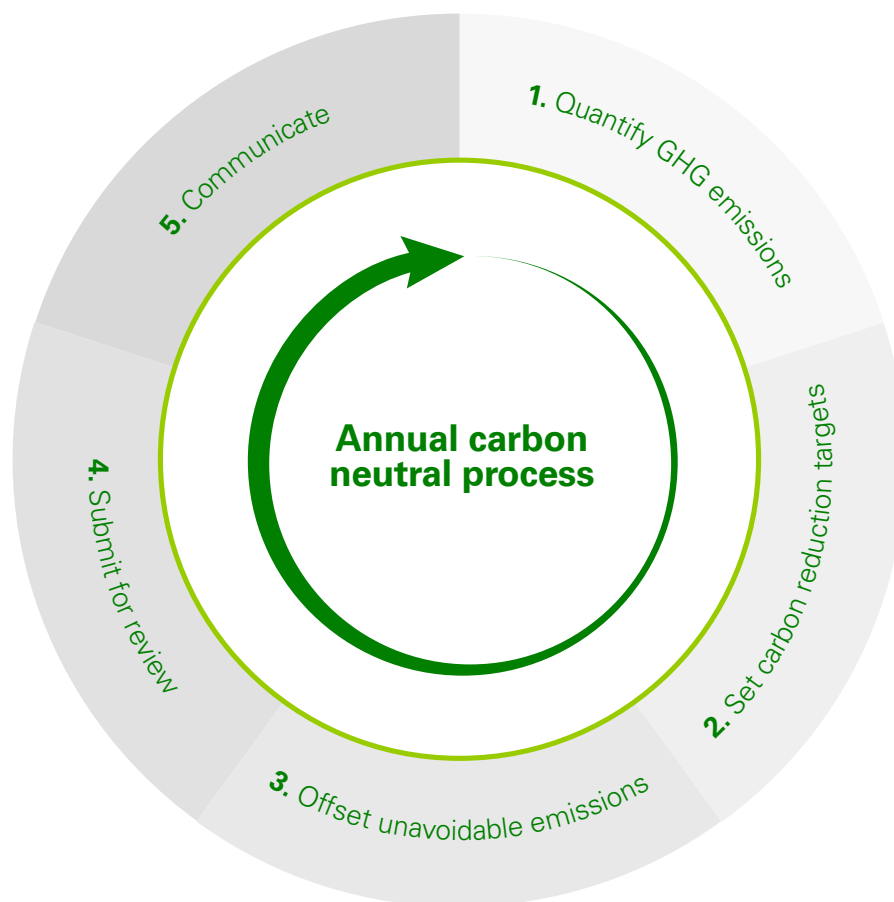 1. Quantify GHG emissions
2. Set carbon reduction targets
3. Offset unavoidable emissions
4. Submit for review
5. Communicate
Annual carbon
neutral process